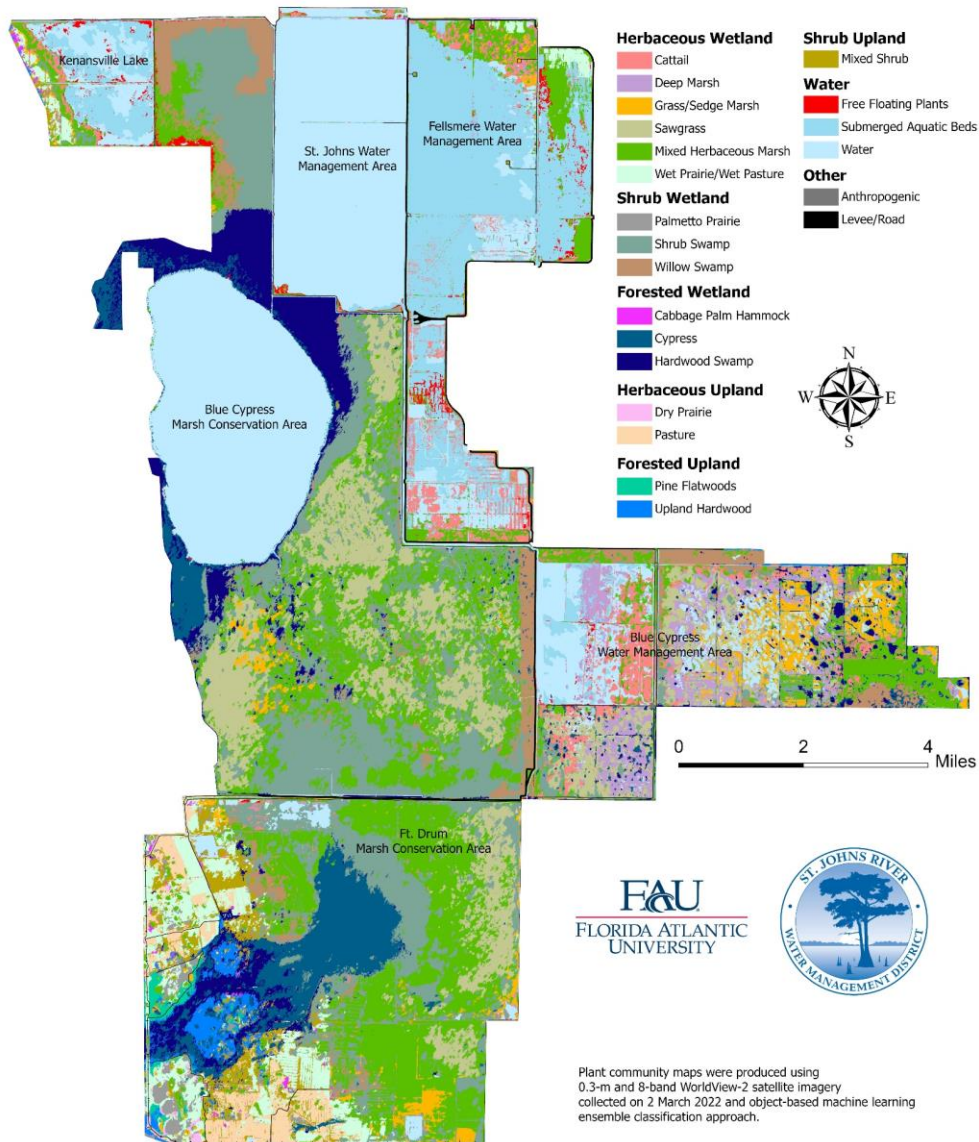 Kenansville Lake
St. Johns Water
Management Area
Fellsmere Water
Management Area
Blue Cypress
Marsh Conservation Area
Blue Cypress
Water Management Area
Ft. Drum
Marsh Conservation Area
Herbaceous Wetland
Cattail
Deep Marsh
Grass/Sedge Marsh
Sawgrass
Mixed Herbaceous Marsh
Wet Prairie/Wet Pasture
Shrub Wetland
Palmetto Prairie
Shrub Swamp
Willow Swamp
Forested Wetland
Cabbage Palm Hammock
Cypress
Hardwood Swamp
Herbaceous Upland
Dry Prairie
Pasture
Forested Upland
Pine Flatwoods
Upland Hardwood
Shrub Upland
Mixed Shrub
Water
Free Floating Plants
Submerged Aquatic Beds
Water
Other
Anthropogenic
Levee/Road
N
W E
S
0 2 4
Miles
FAU
FLORIDA ATLANTIC
UNIVERSITY
ST. JOHNS RIVER
WATER MANAGEMENT DISTRICT
Plant community maps were produced using
0.3-m and 8-band WorldView-2 satellite imagery
collected on 2 March 2022 and object-based machine learning
ensemble classification approach.